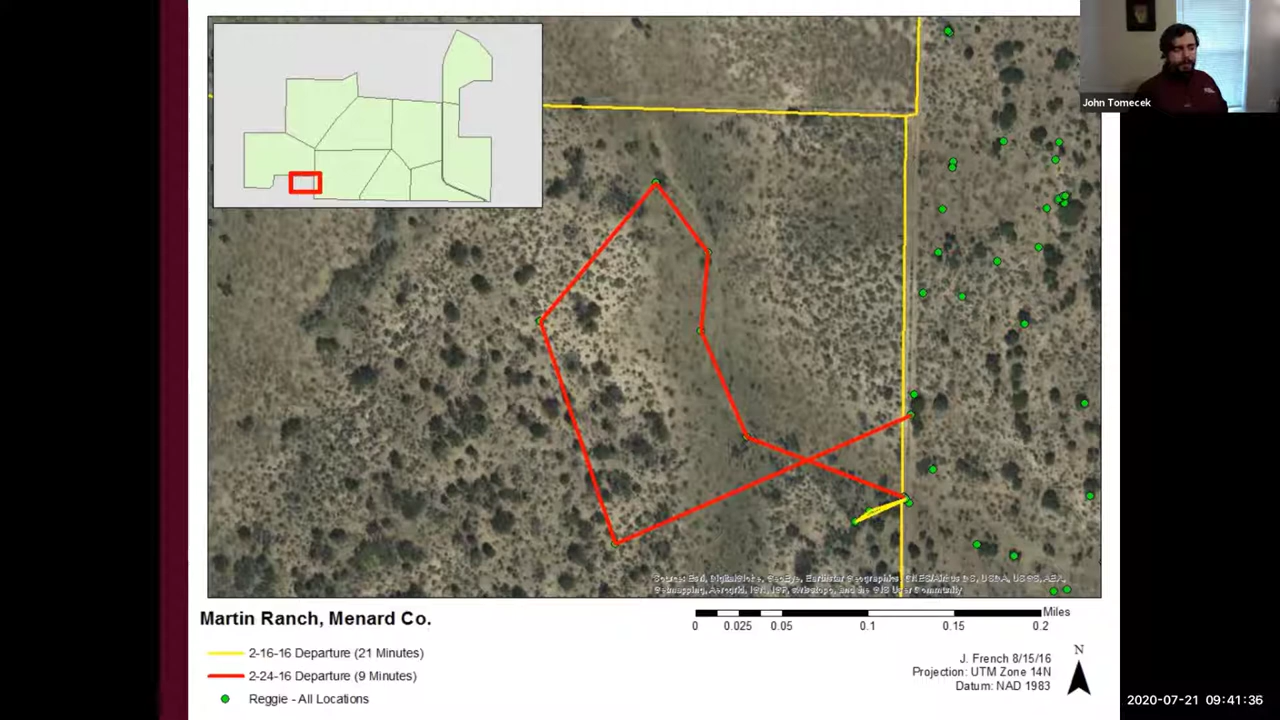 John Tomecek
Martin Ranch, Menard Co.
2-16-16 Departure (21 Minutes)
2-24-16 Departure (9 Minutes)
Reggie - All Locations
Miles
0 0.025 0.05 0.1 0.15 0.2
N
J. French 8/15/16
Projection: UTM Zone 14N
Datum: NAD 1983
2020-07-21 09:41:36